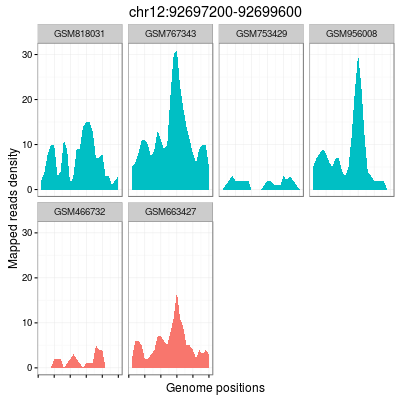 chr12:92697200-92699600
GSM818031 GSM767343 GSM753429 GSM956008
30
20
10
0
GSM466732 GSM663427
30
20
10
0
Mapped reads density
Genome positions